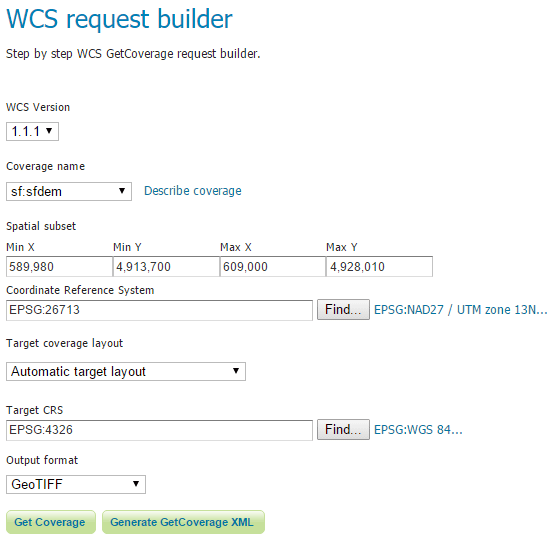 WCS request builder
Step by step WCS GetCoverage request builder.
WCS Version
1.1.1
Coverage name
sf:sfdem Describe coverage
Spatial subset
Min X Min Y Max X Max Y
589,980 4,913,700 609,000 4,928,010
Coordinate Reference System
EPSG:26713 Find... EPSG:NAD27 / UTM zone 13N...
Target coverage layout
Automatic target layout
Target CRS
EPSG:4326 Find... EPSG:WGS 84...
Output format
GeoTIFF
Get Coverage Generate GetCoverage XML